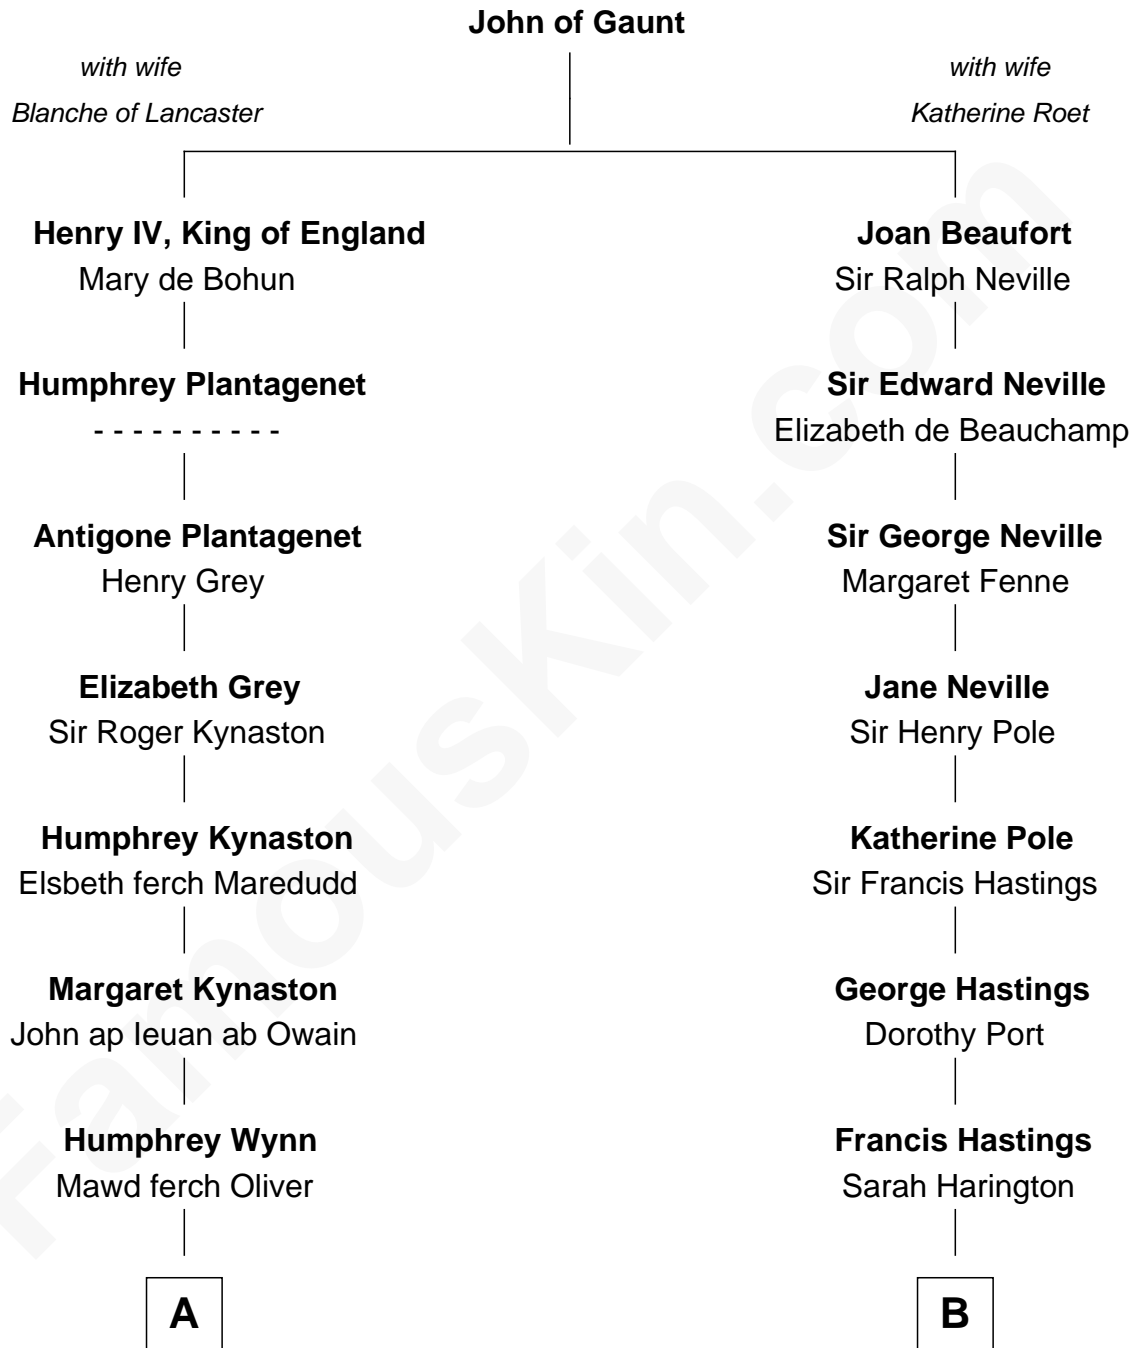 John of Gaunt
with wife
Blanche of Lancaster
with wife
Katherine Roet
Henry IV, King of England
Mary de Bohun
Joan Beaufort
Sir Ralph Neville
Humphrey Plantagenet
- - - - - - - - - -
Sir Edward Neville
Elizabeth de Beauchamp
Antigone Plantagenet
Henry Grey
Sir George Neville
Margaret Fenne
Elizabeth Grey
Sir Roger Kynaston
Jane Neville
Sir Henry Pole
Humphrey Kynaston
Elsbeth ferch Maredudd
Katherine Pole
Sir Francis Hastings
Margaret Kynaston
John ap Ieuan ab Owain
George Hastings
Dorothy Port
Humphrey Wynn
Mawd ferch Oliver
Francis Hastings
Sarah Harington
A
B
FamousKin.com